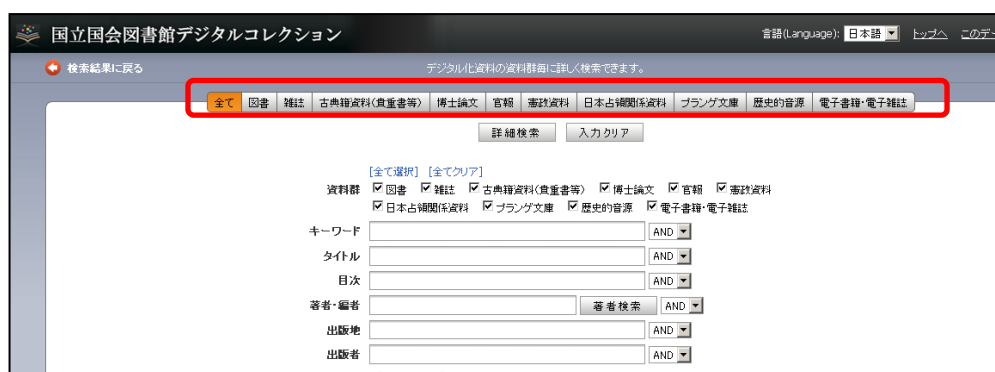 国立国会図書館デジタルコレクション 言語(Language): 日本語 トップへ このデー
検索結果に戻る デジタル化資料の資料群毎に詳しく検索できます。
全て 図書 雑誌 古典籍資料(貴重書等) 博士論文 官報 憲政資料 日本占領関係資料 プランゲ文庫 歴史的音源 電子書籍・電子雑誌
詳細検索 入力クリア
[全て選択] [全てクリア]
資料群 図書 雑誌 古典籍資料(貴重書等) 博士論文 官報 憲政資料
日本占領関係資料 プランゲ文庫 歴史的音源 電子書籍・電子雑誌
キーワード AND
タイトル AND
目次 AND
著者・編者 著者検索 AND
出版地 AND
出版者 AND